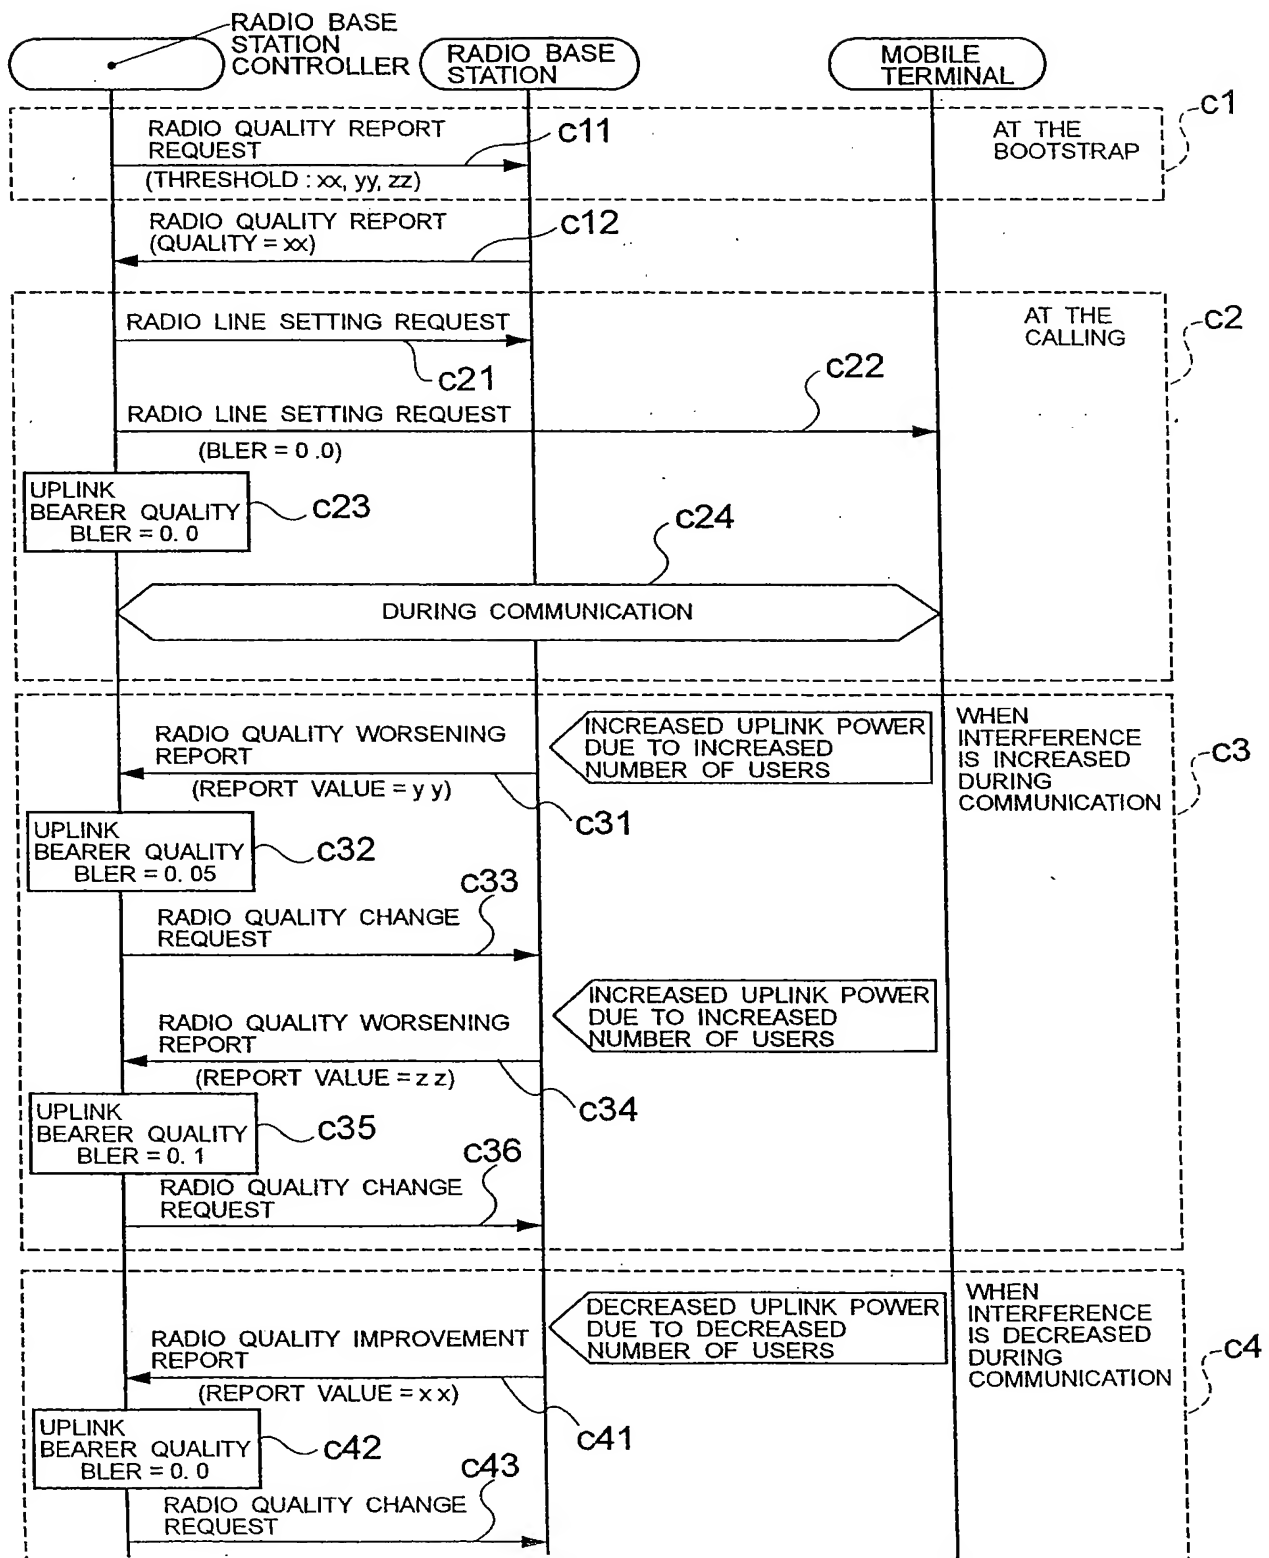 RADIO BASE
STATION
CONTROLLER
RADIO BASE
STATION
MOBILE
TERMINAL
c1
AT THE
BOOTSTRAP
RADIO QUALITY REPORT
REQUEST
c11
(THRESHOLD : xx, yy, zz)
RADIO QUALITY REPORT
(QUALITY = xx)
c12
AT THE
CALLING
c2
RADIO LINE SETTING REQUEST
c21
c22
RADIO LINE SETTING REQUEST
(BLER = 0 .0)
UPLINK
BEARER QUALITY
BLER = 0. 0
c23
c24
DURING COMMUNICATION
INCREASED UPLINK POWER
DUE TO INCREASED
NUMBER OF USERS
WHEN
INTERFERENCE
IS INCREASED
DURING
COMMUNICATION
c3
RADIO QUALITY WORSENING
REPORT
(REPORT VALUE = y y)
c31
UPLINK
BEARER QUALITY
BLER = 0. 05
c32
c33
RADIO QUALITY CHANGE
REQUEST
INCREASED UPLINK POWER
DUE TO INCREASED
NUMBER OF USERS
RADIO QUALITY WORSENING
REPORT
(REPORT VALUE = z z)
c34
UPLINK
BEARER QUALITY
BLER = 0. 1
c35
c36
RADIO QUALITY CHANGE
REQUEST
DECREASED UPLINK POWER
DUE TO DECREASED
NUMBER OF USERS
WHEN
INTERFERENCE
IS DECREASED
DURING
COMMUNICATION
c4
RADIO QUALITY IMPROVEMENT
REPORT
(REPORT VALUE = x x)
c41
UPLINK
BEARER QUALITY
BLER = 0. 0
c42
c43
RADIO QUALITY CHANGE
REQUEST